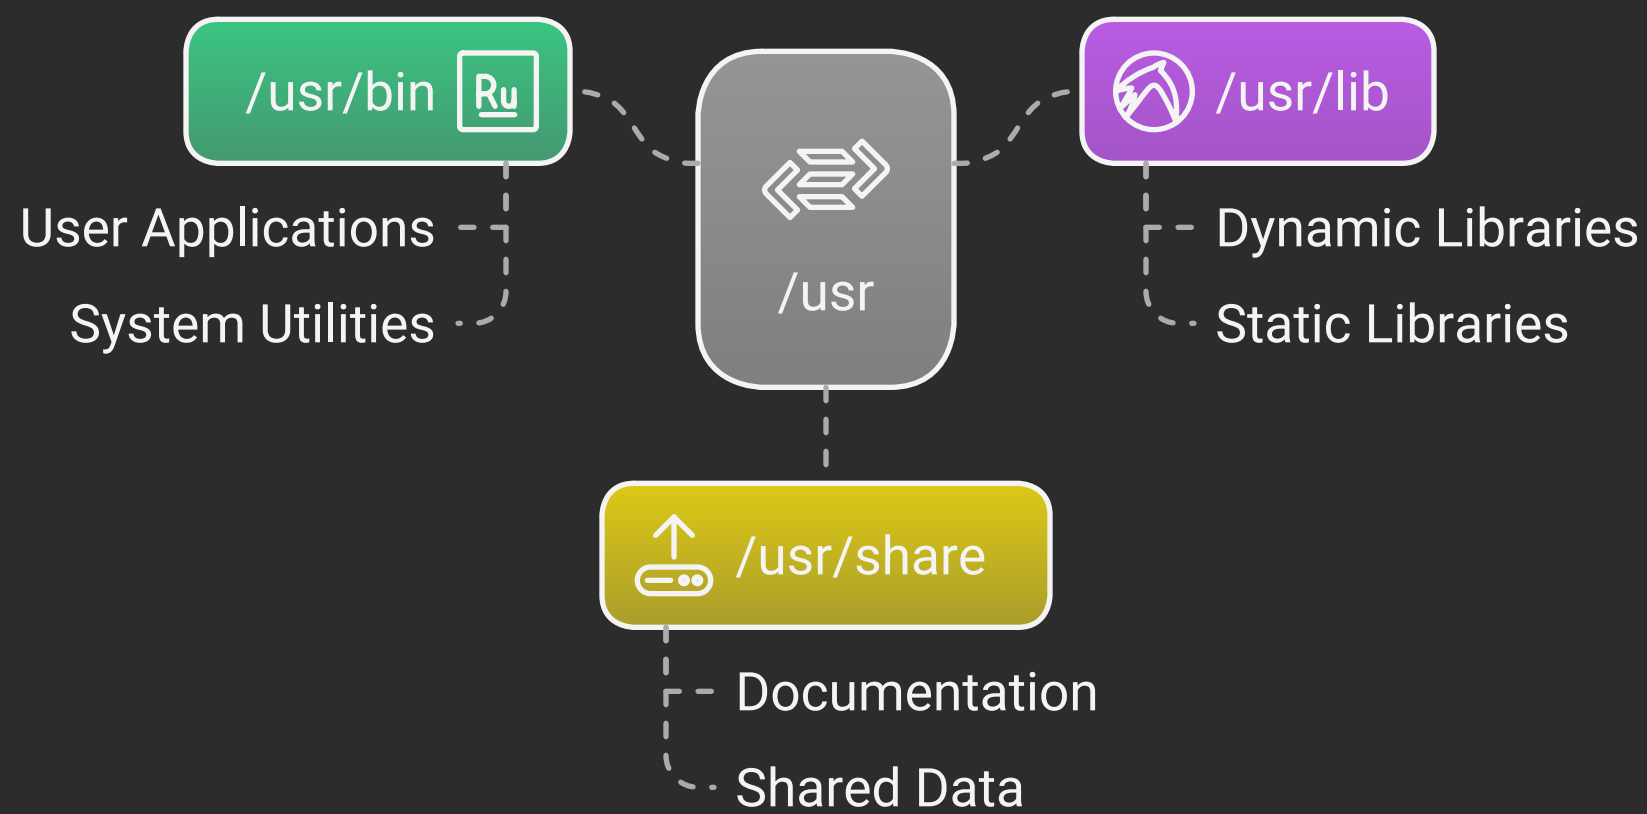 /usr/bin
Ru
User Applications
System Utilities
/usr
/usr/lib
Dynamic Libraries
Static Libraries
/usr/share
Documentation
Shared Data